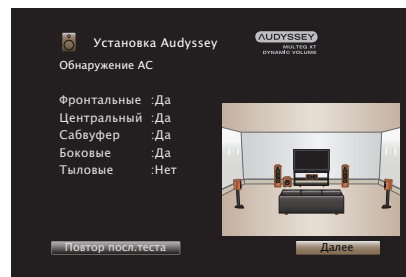 Установка Audyssey
AUDYSSEY
MULTEQ XT
DYNAMIC VOLUME
Обнаружение АС
Фронтальные :Да
Центральный :Да
Сабвуфер :Да
Боковые :Да
Тыловые :Нет
Повтор посл.теста
Далее